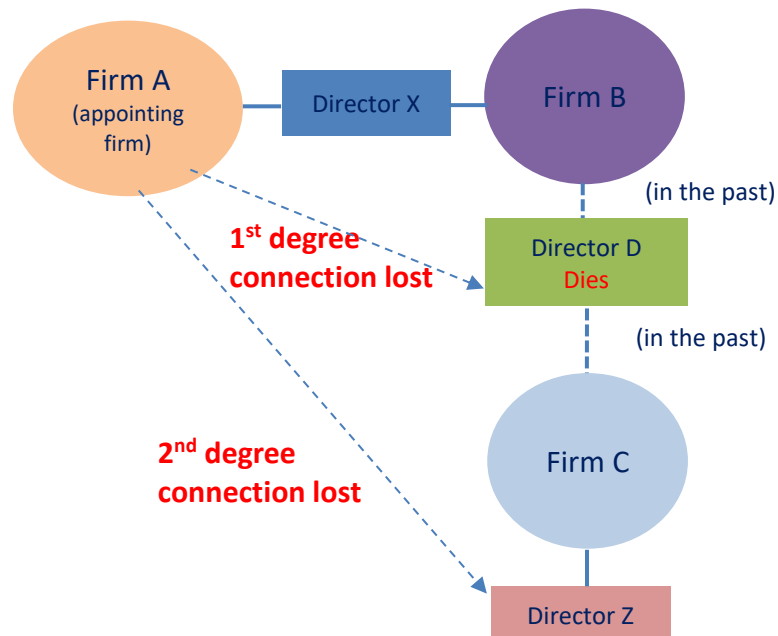 Firm A
(appointing
firm)
Director X
Firm B
(in the past)
1st degree
connection lost
Director D
Dies
(in the past)
2nd degree
connection lost
Firm C
Director Z